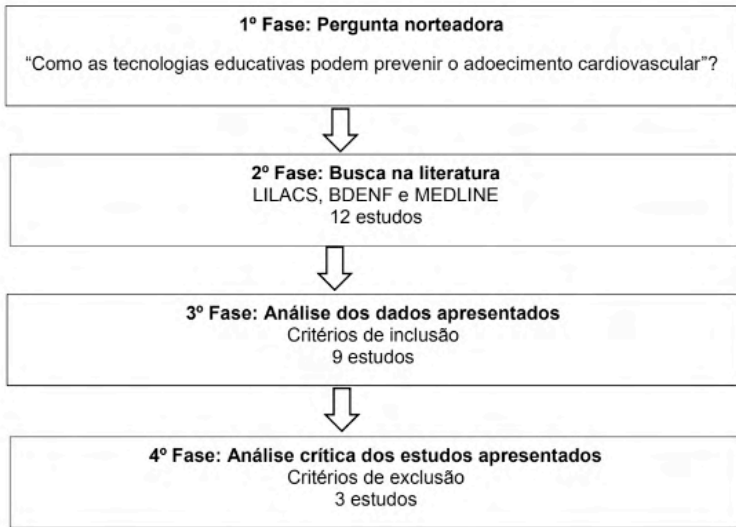 1º Fase: Pergunta norteadora
“Como as tecnologias educativas podem prevenir o adoecimento cardiovascular”?
2º Fase: Busca na literatura
LILACS, BDENF e MEDLINE
12 estudos
3º Fase: Análise dos dados apresentados
Critérios de inclusão
9 estudos
4º Fase: Análise crítica dos estudos apresentados
Critérios de exclusão
3 estudos